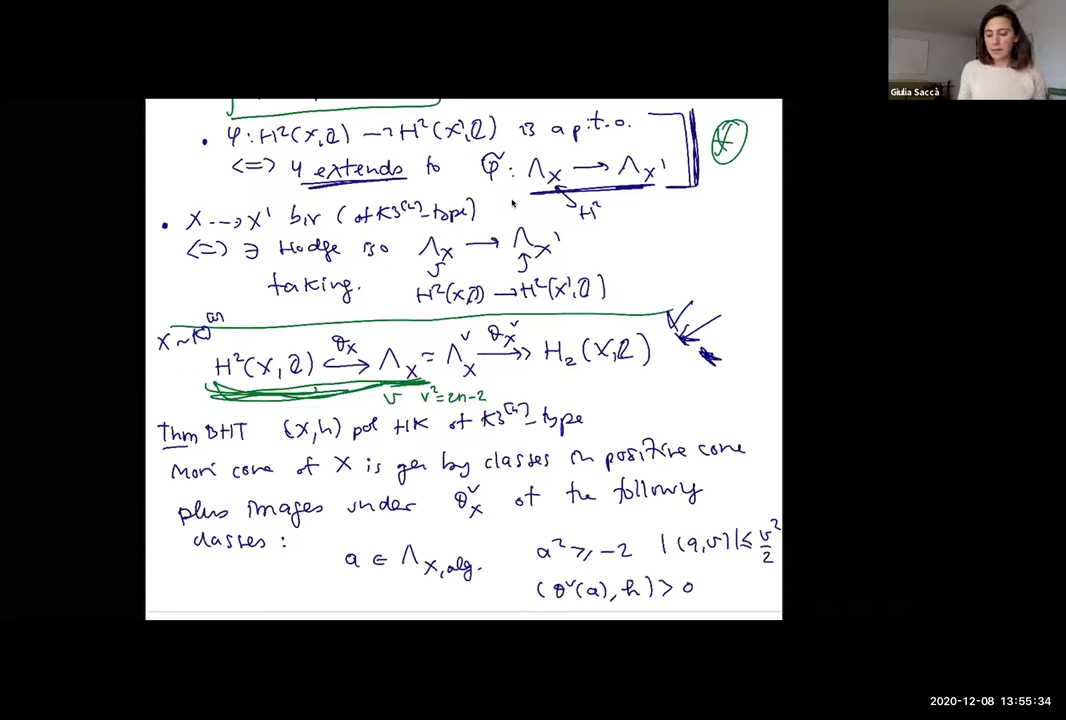 Giulia Saccà
• φ : H²(X,Z) → H²(X',Z) is a p.t.o.
<=> φ extends to φ̃ : Λ_X → Λ_X'
H²
• X ---> X' bir (of K3^[n]-type)
<=> ∃ Hodge iso Λ_X → Λ_X'
taking. H²(X,Z) → H²(X',Z)
X ~ K3^[n]
H²(X,Z) ↪ Λ_X = Λ_X^∨ ↠ H₂(X,Z)
θ_X θ_X^∨
v v²=2n-2
Thm BHT (X,h) pol HK of K3^[n]-type
Mori cone of X is gen by classes in positive cone
plus images under θ_X^∨ of the following
classes :
a ∈ Λ_X,alg. a² ≥ -2 |(a,v)| ≤ v²/2
(θ^∨(a), h) > 0
2020-12-08 13:55:34